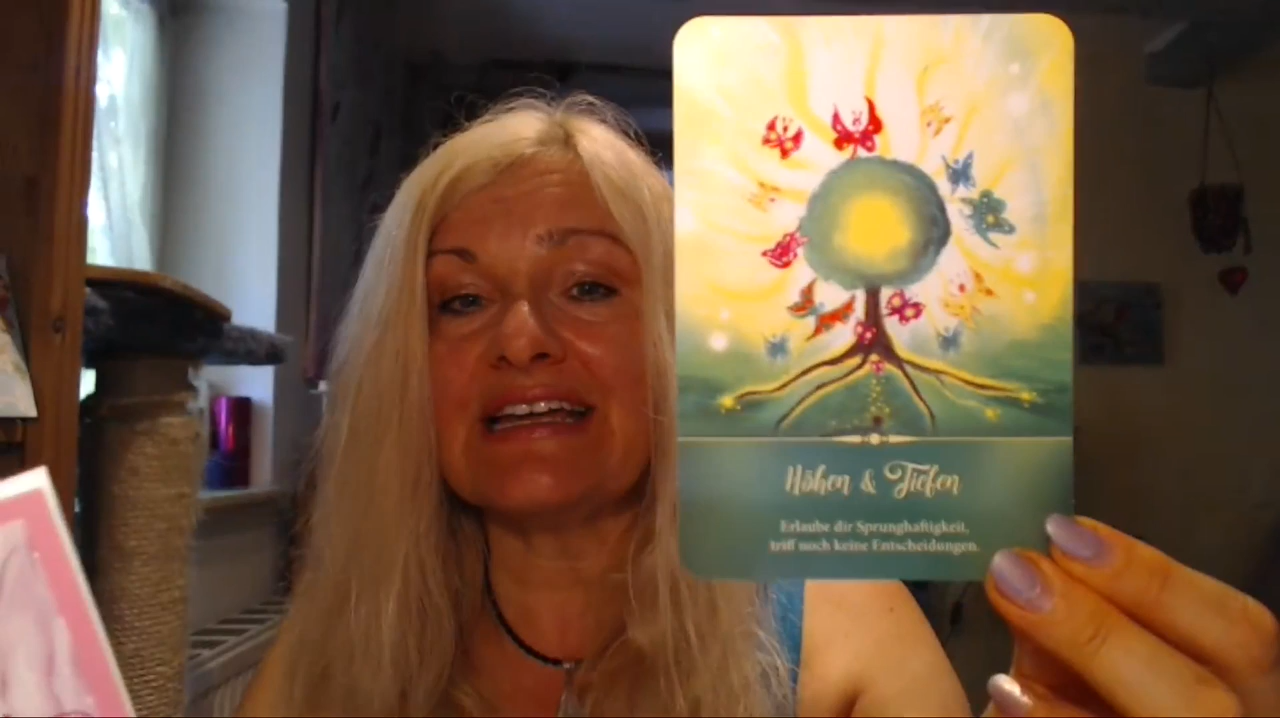 Höhen & Tiefen
Erlaube dir Sprunghaftigkeit,
triff noch keine Entscheidungen.